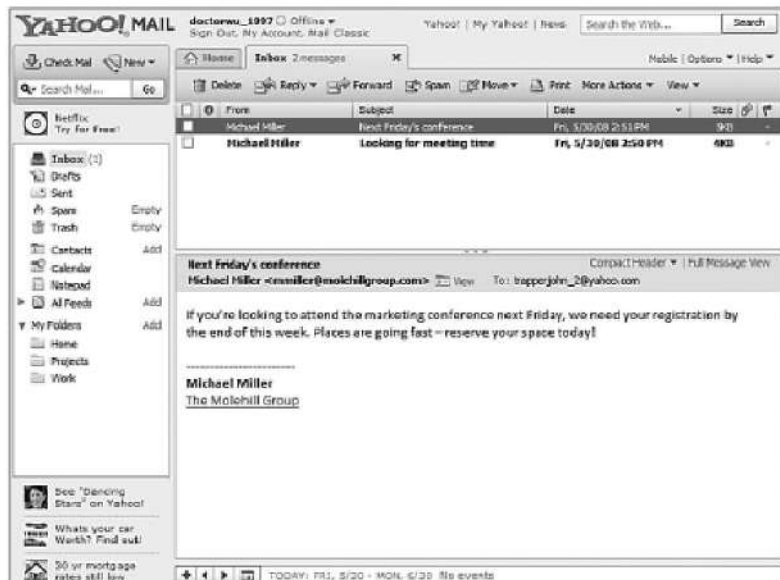 YAHOO! MAIL
doctorwu_1997 Offline
Sign Out, My Account, Mail Classic
Yahoo! | My Yahoo! | News
Search the Web...
Search
Check Mail
New
Search Mail...
Go
Netflix
Try for Free!
Inbox (1)
Drafts
Sent
Spam Empty
Trash Empty
Contacts Add
Calendar
Notepad
All Feeds Add
My Folders Add
Home
Projects
Work
See "Dancing
Stars" on Yahoo!
Whats your car
Worth? Find out!
30 yr mortgage
rates still low
Home
Inbox 2 messages
Mobile | Options | Help
Delete Reply Forward Spam Move Print More Actions View
From Subject Date Size
Michael Miller Next Friday's conference Fri, 5/30/08 2:51 PM
Michael Miller Looking for meeting time Fri, 5/30/08 2:50 PM 4KB
Next Friday's conference
Compact Header | Full Message View
Michael Miller <mmiller@molehillgroup.com> View To: trapperjohn_2@yahoo.com
If you're looking to attend the marketing conference next Friday, we need your registration by
the end of this week. Places are going fast—reserve your space today!
-------------------------
Michael Miller
The Molehill Group
TODAY: FRI, 5/30 - MON, 6/30 No events